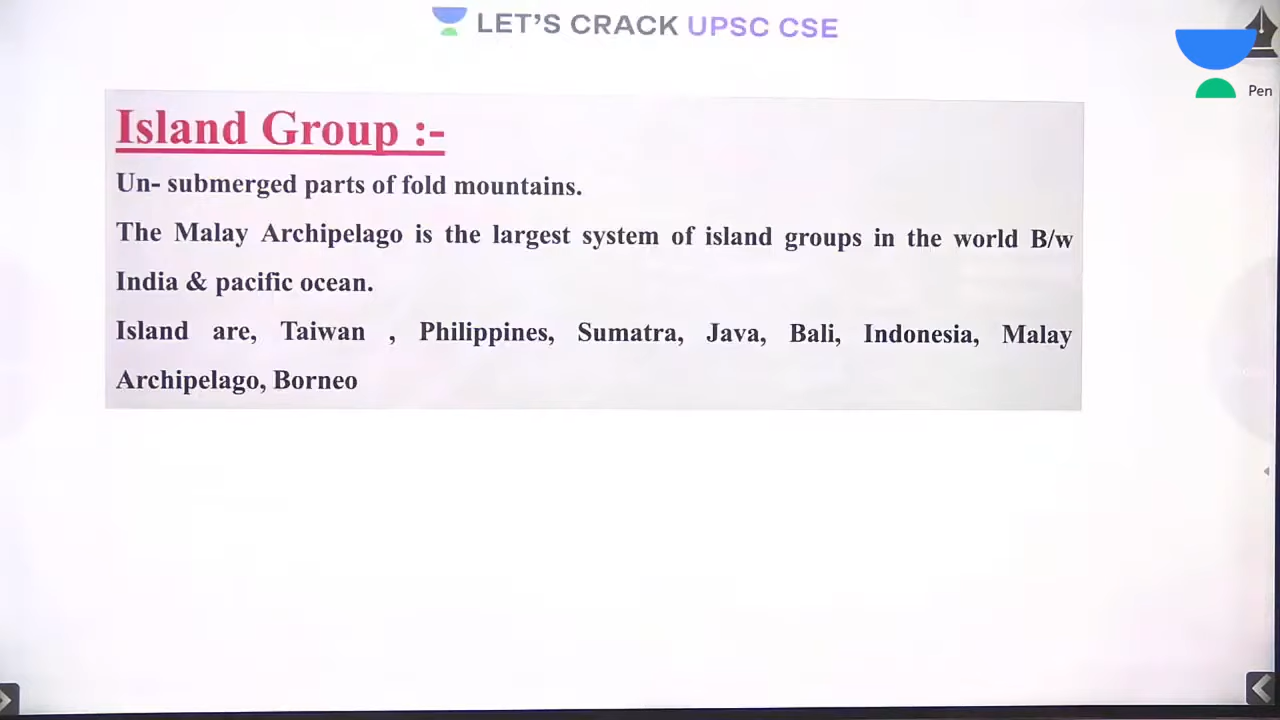 LET'S CRACK UPSC CSE
Pen
Island Group :-
Un- submerged parts of fold mountains.
The Malay Archipelago is the largest system of island groups in the world B/w
India & pacific ocean.
Island are, Taiwan , Philippines, Sumatra, Java, Bali, Indonesia, Malay
Archipelago, Borneo